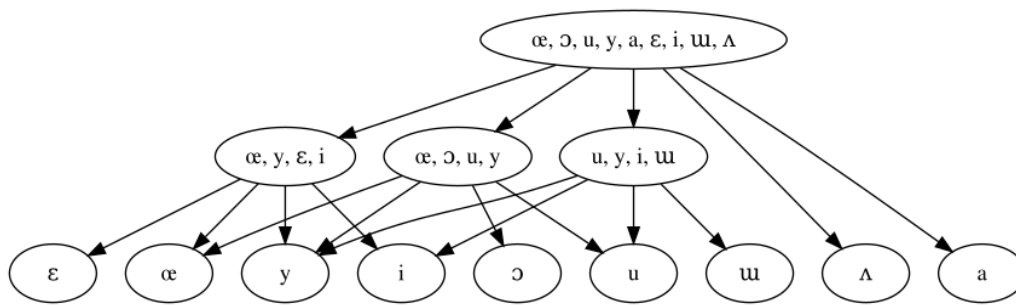 œ, ɔ, u, y, a, ɛ, i, ɯ, ʌ
œ, y, ɛ, i
œ, ɔ, u, y
u, y, i, ɯ
ɛ
œ
y
i
ɔ
u
ɯ
ʌ
a